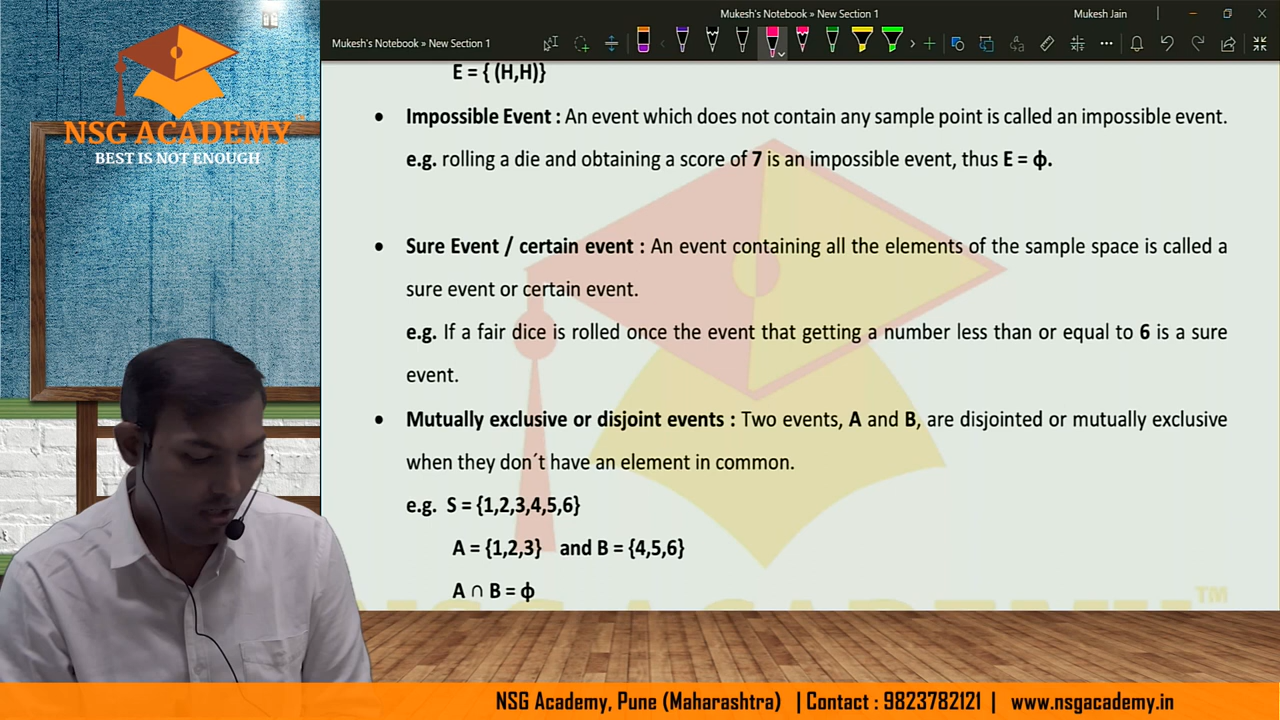 Mukesh's Notebook » New Section 1
Mukesh Jain
Mukesh's Notebook » New Section 1
NSG ACADEMY
BEST IS NOT ENOUGH
E = { (H,H)}
• Impossible Event : An event which does not contain any sample point is called an impossible event.
e.g. rolling a die and obtaining a score of 7 is an impossible event, thus E = ϕ.
• Sure Event / certain event : An event containing all the elements of the sample space is called a
sure event or certain event.
e.g. If a fair dice is rolled once the event that getting a number less than or equal to 6 is a sure
event.
• Mutually exclusive or disjoint events : Two events, A and B, are disjointed or mutually exclusive
when they don´t have an element in common.
e.g. S = {1,2,3,4,5,6}
A = {1,2,3} and B = {4,5,6}
A ∩ B = ϕ
NSG ACADEMY™
NSG Academy, Pune (Maharashtra) | Contact : 9823782121 | www.nsgacademy.in